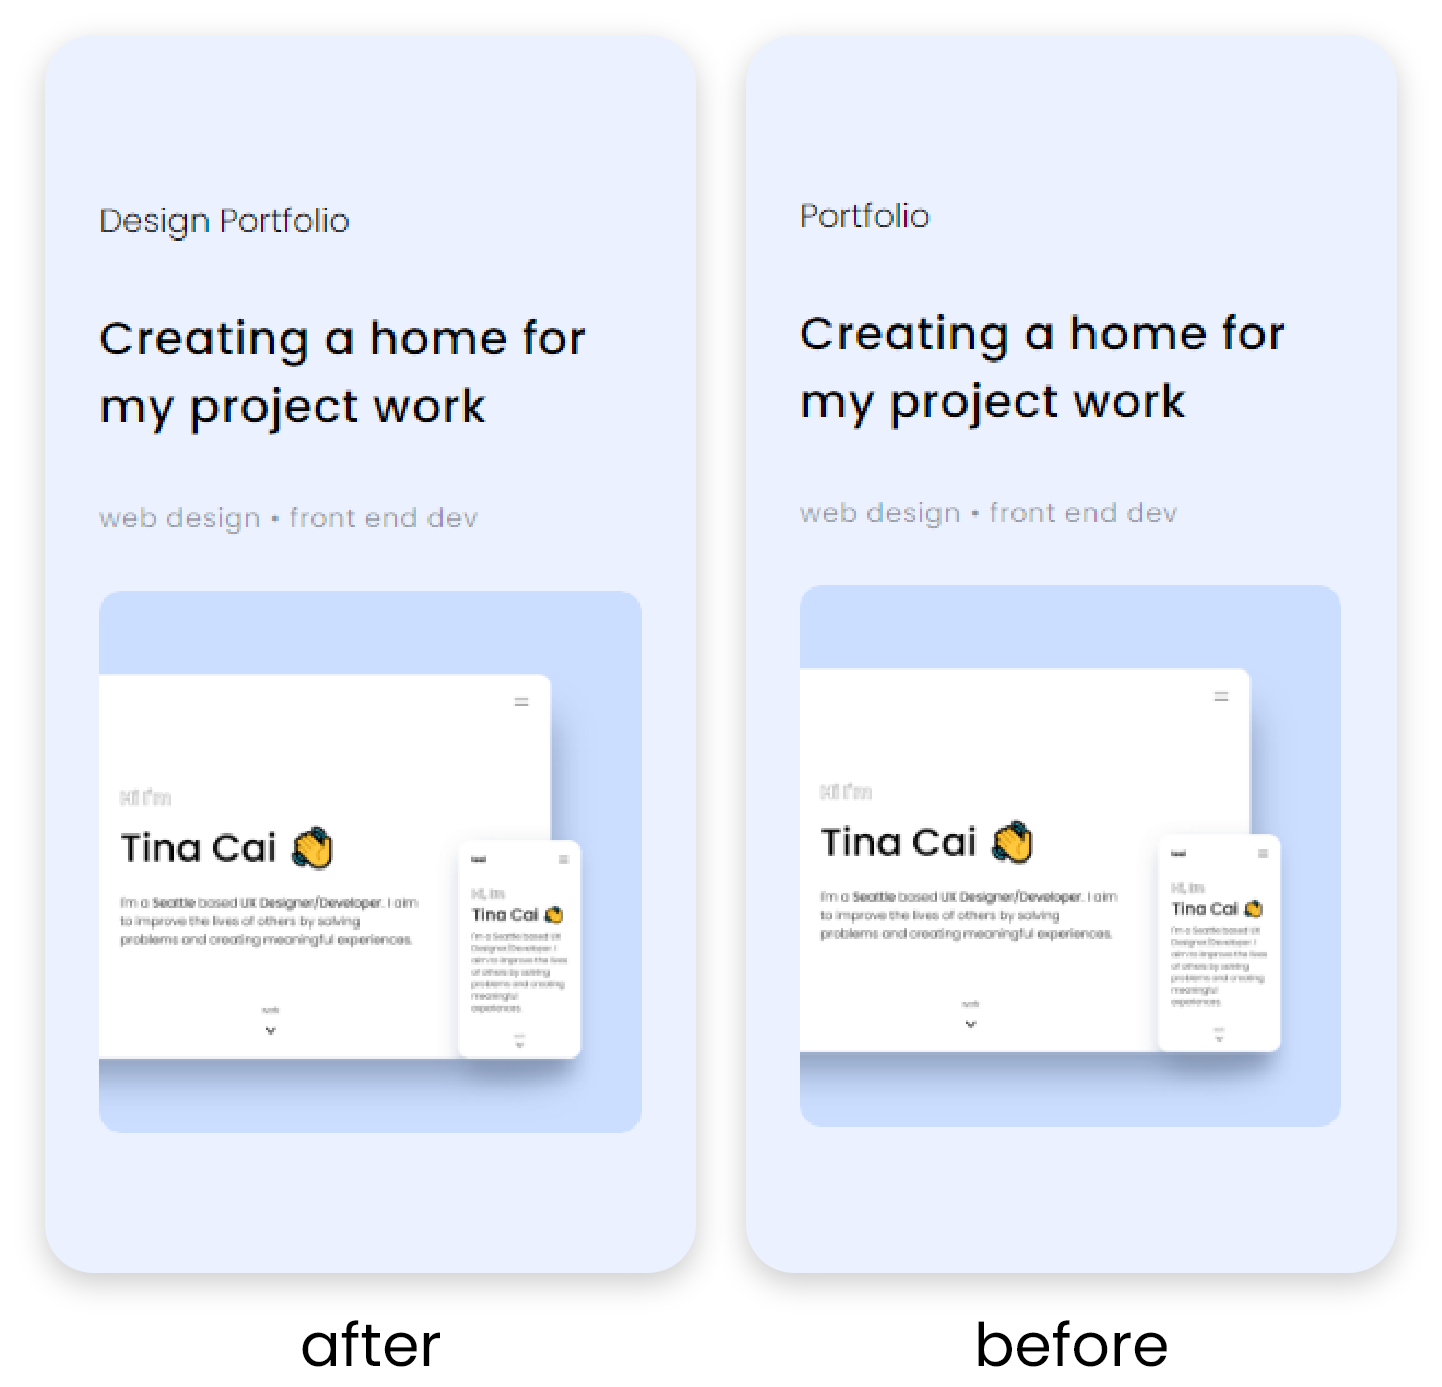 Design Portfolio
Creating a home for
my project work
web design • front end dev
Hi I'm
Tina Cai
I'm a Seattle based UX Designer/Developer. I aim
to improve the lives of others by solving
problems and creating meaningful experiences.
work
Hi, I'm
Tina Cai
I'm a Seattle based UX
Designer/Developer. I
aim to improve the lives
of others by solving
problems and creating
meaningful
experiences.
after
Portfolio
Creating a home for
my project work
web design • front end dev
Hi I'm
Tina Cai
I'm a Seattle based UX Designer/Developer. I aim
to improve the lives of others by solving
problems and creating meaningful experiences.
work
Hi, I'm
Tina Cai
I'm a Seattle based UX
Designer/Developer. I
aim to improve the lives
of others by solving
problems and creating
meaningful
experiences.
before